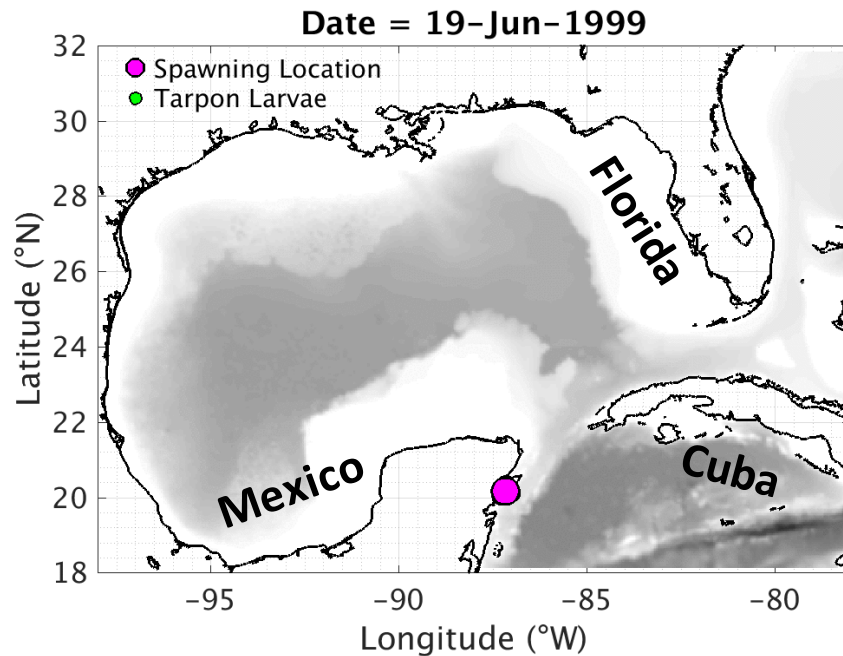 Date = 19-Jun-1999
Spawning Location
Tarpon Larvae
Florida
Mexico
Cuba
32
30
28
26
24
22
20
18
Latitude (°N)
-95
-90
-85
-80
Longitude (°W)